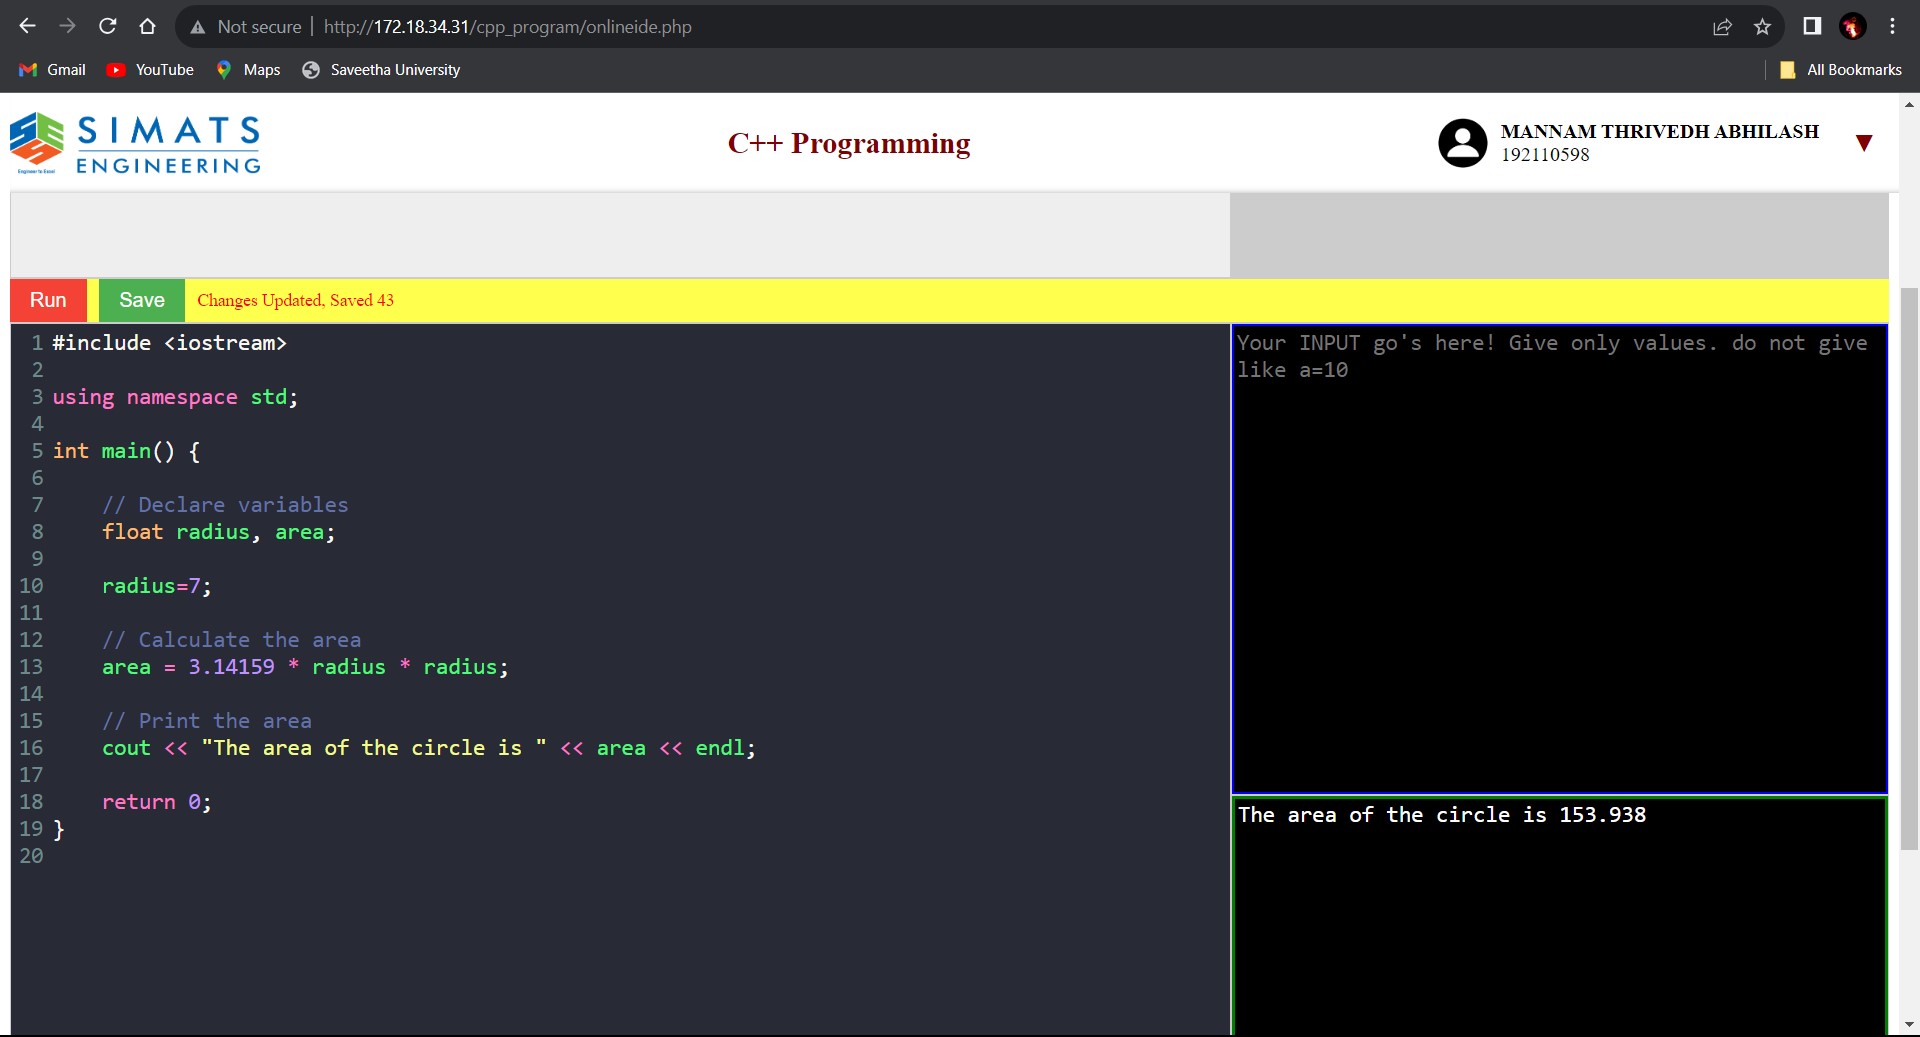 Not secure | http://172.18.34.31/cpp_program/onlineide.php
Gmail YouTube Maps Saveetha University All Bookmarks
SIMATS
ENGINEERING
Engineer to Excel
C++ Programming
MANNAM THRIVEDH ABHILASH
192110598
Run Save Changes Updated, Saved 43
1 #include <iostream>
2
3 using namespace std;
4
5 int main() {
6
7     // Declare variables
8     float radius, area;
9
10     radius=7;
11
12     // Calculate the area
13     area = 3.14159 * radius * radius;
14
15     // Print the area
16     cout << "The area of the circle is " << area << endl;
17
18     return 0;
19 }
20
Your INPUT go's here! Give only values. do not give
like a=10
The area of the circle is 153.938